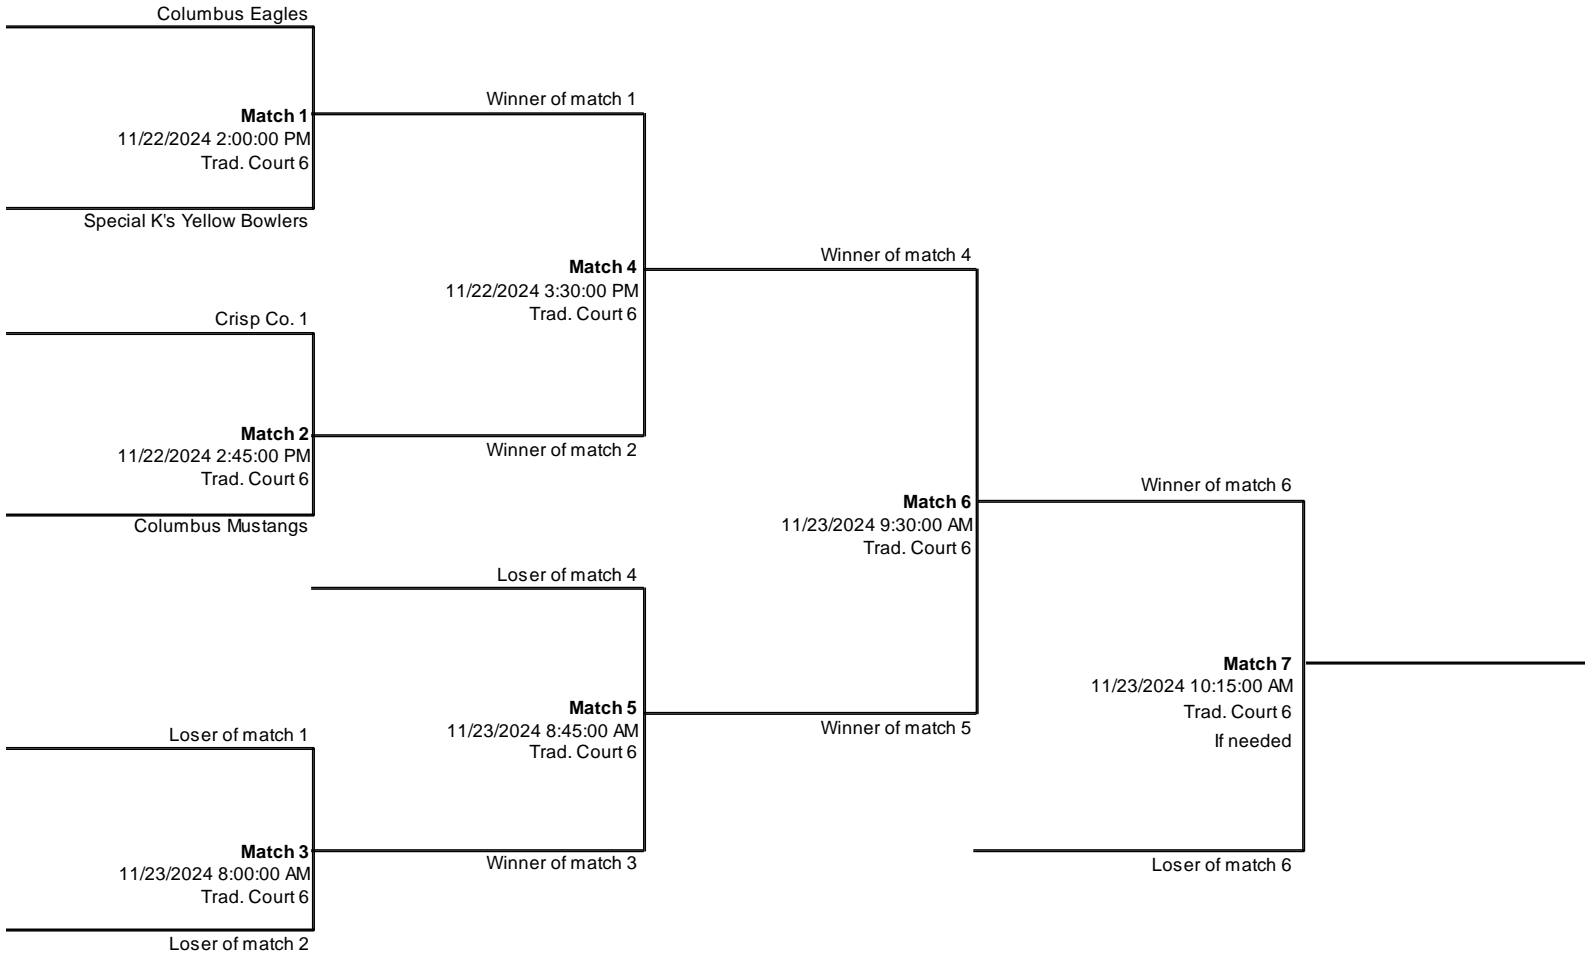 Columbus Eagles
Match 1
11/22/2024 2:00:00 PM
Trad. Court 6
Special K's Yellow Bowlers
Crisp Co. 1
Match 2
11/22/2024 2:45:00 PM
Trad. Court 6
Columbus Mustangs
Loser of match 1
Match 3
11/23/2024 8:00:00 AM
Trad. Court 6
Loser of match 2
Winner of match 1
Match 4
11/22/2024 3:30:00 PM
Trad. Court 6
Winner of match 2
Loser of match 4
Match 5
11/23/2024 8:45:00 AM
Trad. Court 6
Winner of match 3
Winner of match 4
Match 6
11/23/2024 9:30:00 AM
Trad. Court 6
Winner of match 5
Winner of match 6
Match 7
11/23/2024 10:15:00 AM
Trad. Court 6
If needed
Loser of match 6